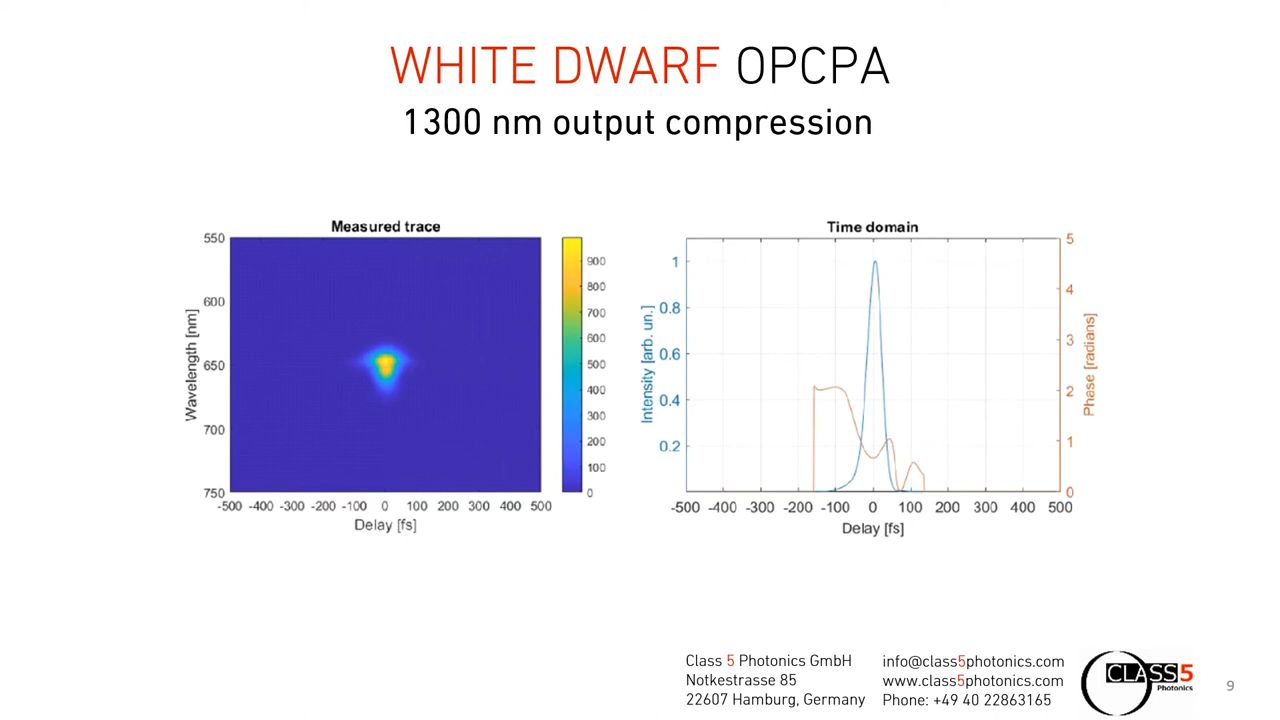 WHITE DWARF OPCPA
1300 nm output compression
Measured trace
550
600
650
700
750
Wavelength [nm]
-500 -400 -300 -200 -100 0 100 200 300 400 500
Delay [fs]
900
800
700
600
500
400
300
200
100
0
Time domain
1
0.8
0.6
0.4
0.2
Intensity [arb. un.]
-500 -400 -300 -200 -100 0 100 200 300 400 500
Delay [fs]
5
4
3
2
1
0
Phase [radians]
Class 5 Photonics GmbH
Notkestrasse 85
22607 Hamburg, Germany
info@class5photonics.com
www.class5photonics.com
Phone: +49 40 22863165
CLASS5
Photonics
9